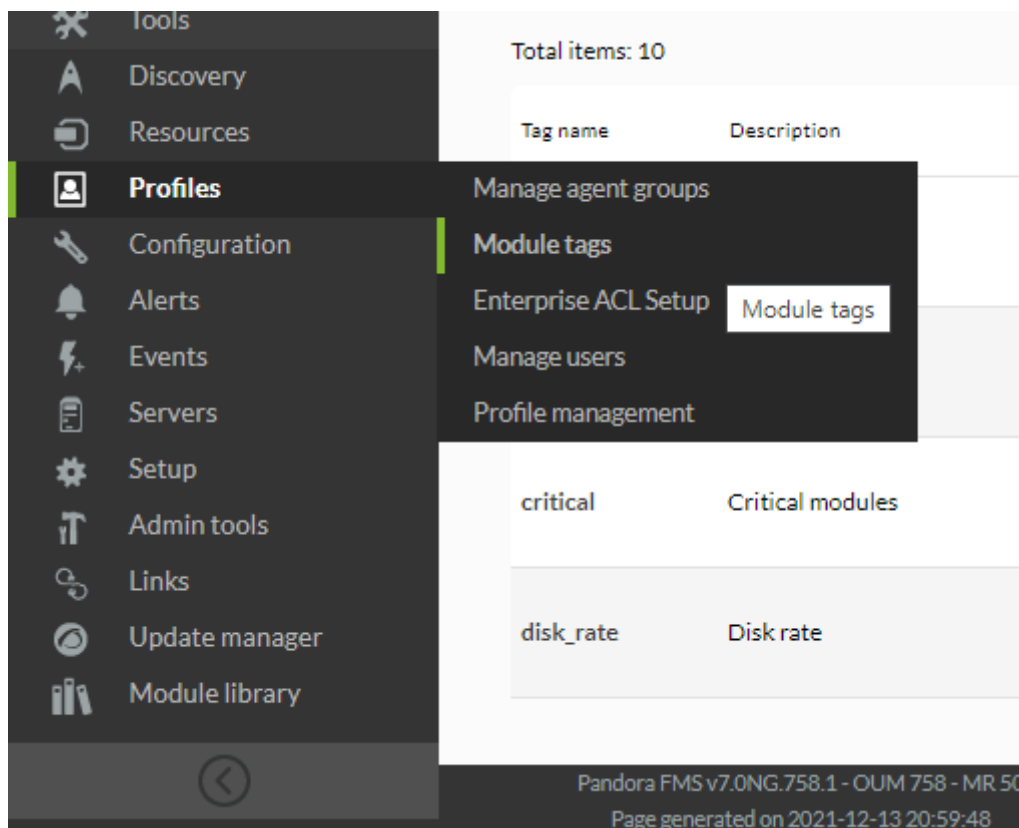 Tools
Discovery
Resources
Profiles
Configuration
Alerts
Events
Servers
Setup
Admin tools
Links
Update manager
Module library
Manage agent groups
Module tags
Enterprise ACL Setup
Module tags
Manage users
Profile management
Total items: 10
Tag name Description
critical Critical modules
disk_rate Disk rate
Pandora FMS v7.0NG.758.1 - OUM 758 - MR 50
Page generated on 2021-12-13 20:59:48